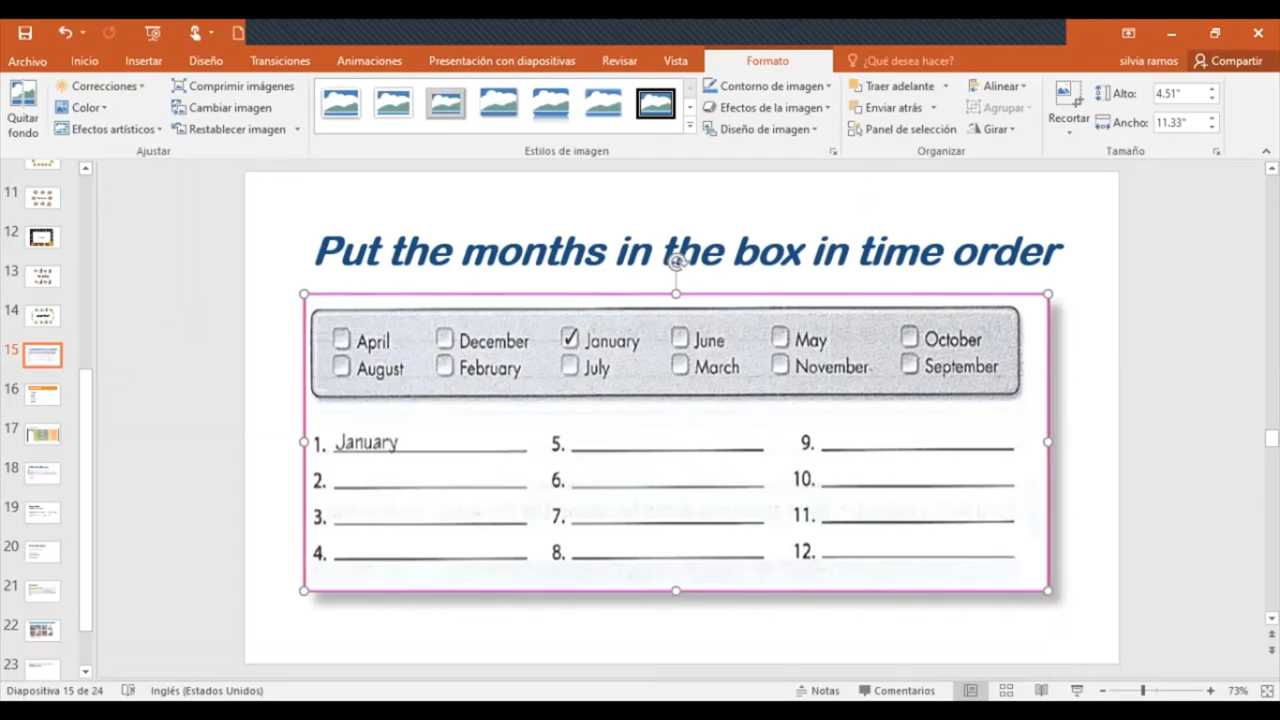 Archivo Inicio Insertar Diseño Transiciones Animaciones Presentación con diapositivas Revisar Vista Formato ¿Qué desea hacer? silvia ramos Compartir
Quitar fondo
Correcciones
Color
Efectos artísticos
Comprimir imágenes
Cambiar imagen
Restablecer imagen
Ajustar
Estilos de imagen
Contorno de imagen
Efectos de la imagen
Diseño de imagen
Traer adelante
Enviar atrás
Panel de selección
Alinear
Agrupar
Girar
Organizar
Recortar
Alto: 4.51"
Ancho: 11.33"
Tamaño
11
12
13
14
15
16
17
18
19
20
21
22
23
Put the months in the box in time order
April December January June May October
August February July March November September
1. January 5. 9.
2. 6. 10.
3. 7. 11.
4. 8. 12.
Diapositiva 15 de 24 Inglés (Estados Unidos) Notas Comentarios 73%